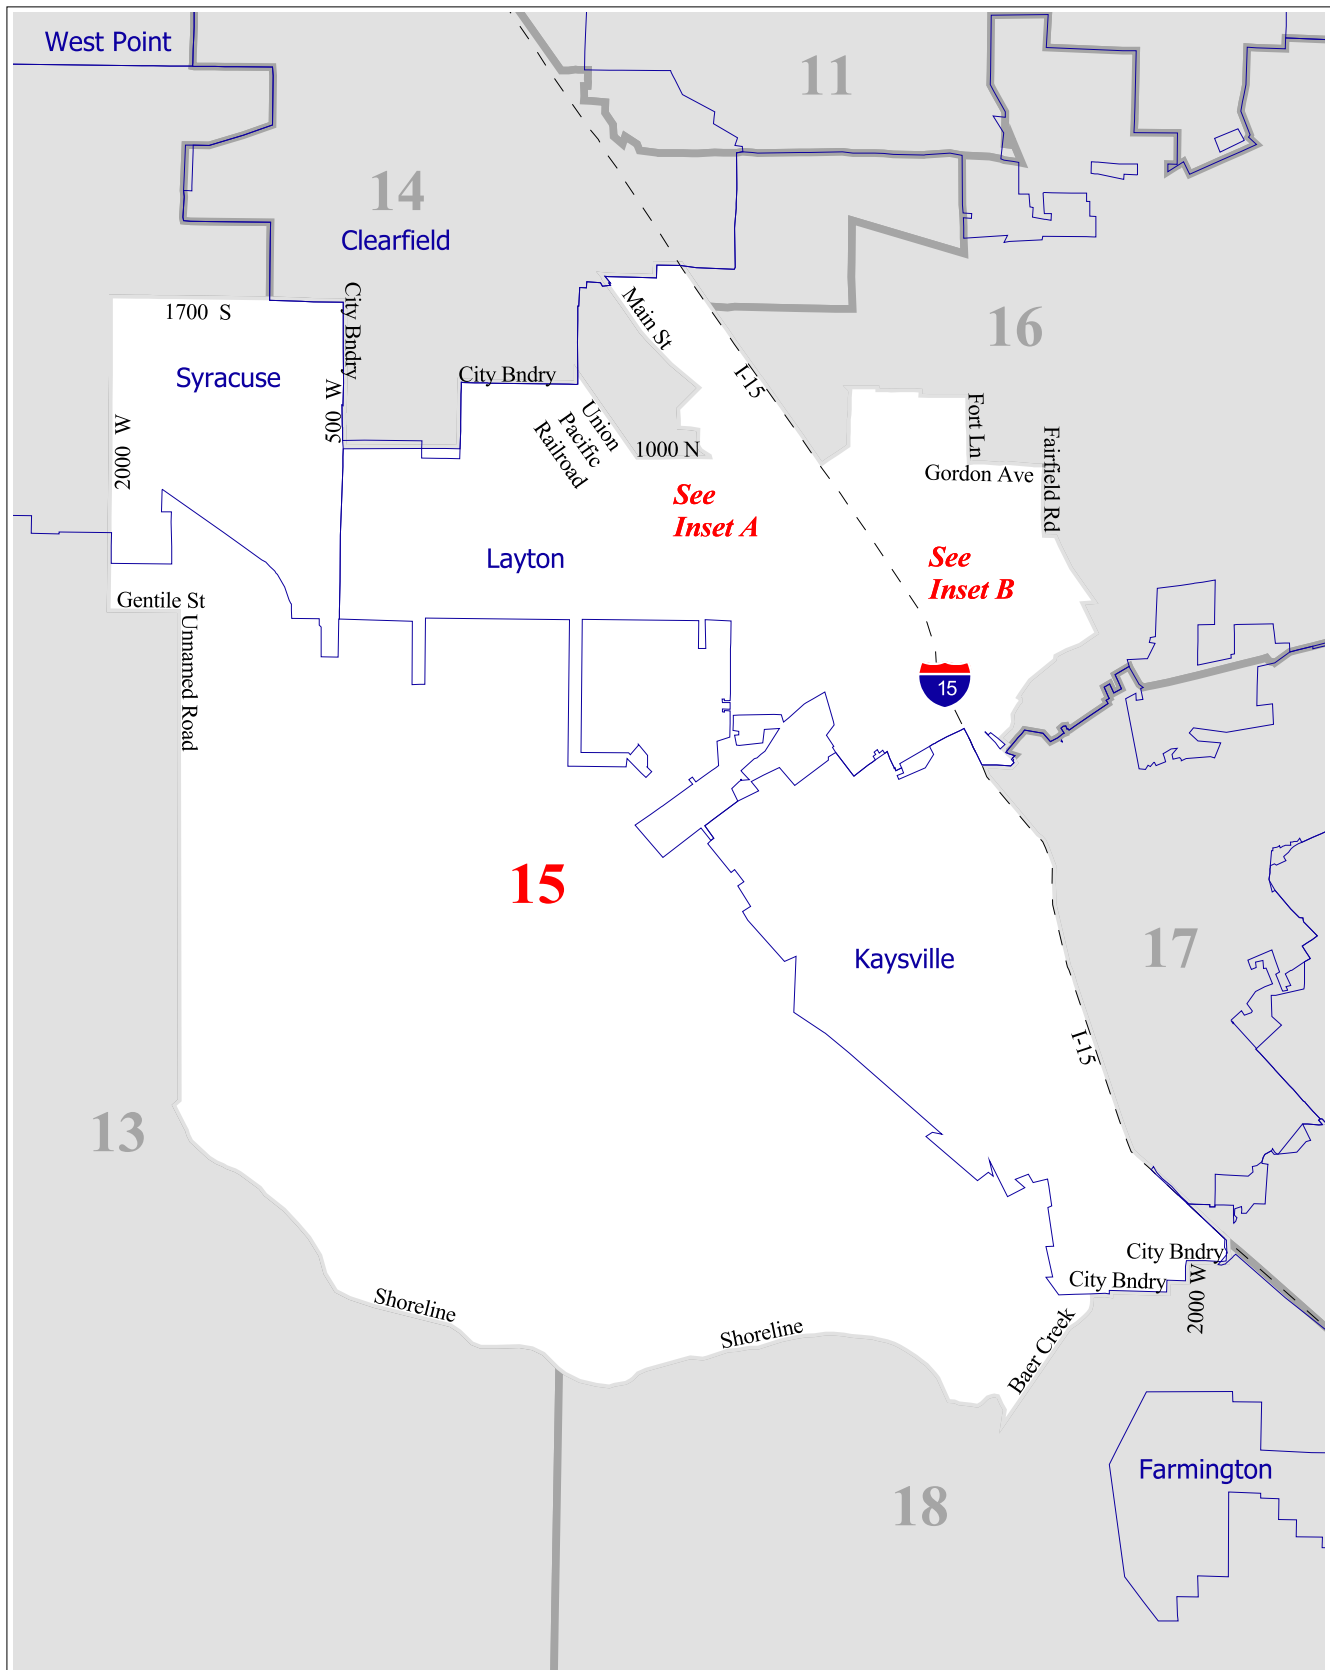 West Point
11
14
Clearfield
1700 S
City Bndry
Main St
16
Syracuse
City Bndry
I-15
500 W
2000 W
Union
Pacific
Railroad
1000 N
Fort Ln
Fairfield Rd
Gordon Ave
See
Inset A
See
Inset B
Layton
Gentile St
Unnamed Road
15
15
Kaysville
17
I-15
13
City Bndry
City Bndry
2000 W
Shoreline
Shoreline
Baer Creek
Farmington
18